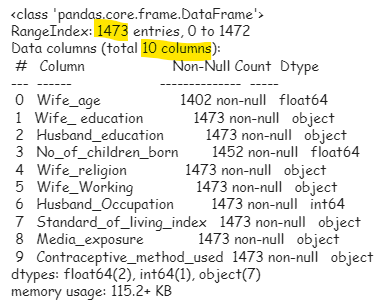 <class 'pandas.core.frame.DataFrame'>
RangeIndex: 1473 entries, 0 to 1472
Data columns (total 10 columns):
# Column Non-Null Count Dtype
--- ------ -------------- -----
0 Wife_age 1402 non-null float64
1 Wife_ education 1473 non-null object
2 Husband_education 1473 non-null object
3 No_of_children_born 1452 non-null float64
4 Wife_religion 1473 non-null object
5 Wife_Working 1473 non-null object
6 Husband_Occupation 1473 non-null int64
7 Standard_of_living_index 1473 non-null object
8 Media_exposure 1473 non-null object
9 Contraceptive_method_used 1473 non-null object
dtypes: float64(2), int64(1), object(7)
memory usage: 115.2+ KB